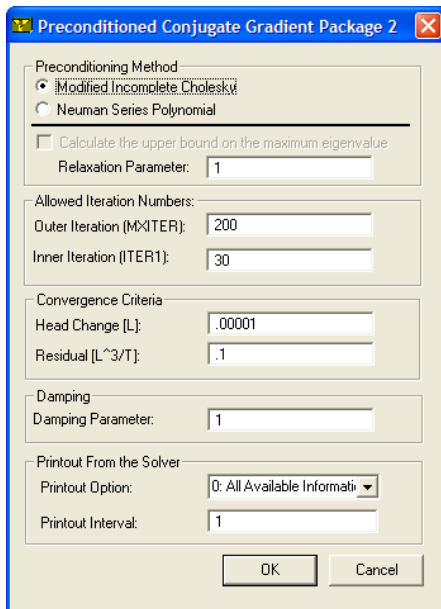 Preconditioned Conjugate Gradient Package 2
Preconditioning Method
Modified Incomplete Cholesky
Neuman Series Polynomial
Calculate the upper bound on the maximum eigenvalue
Relaxation Parameter: 1
Allowed Iteration Numbers:
Outer Iteration (MXITER): 200
Inner Iteration (ITER1): 30
Convergence Criteria
Head Change [L]: .00001
Residual [L^3/T]: .1
Damping
Damping Parameter: 1
Printout From the Solver
Printout Option: 0: All Available Informati
Printout Interval: 1
OK Cancel